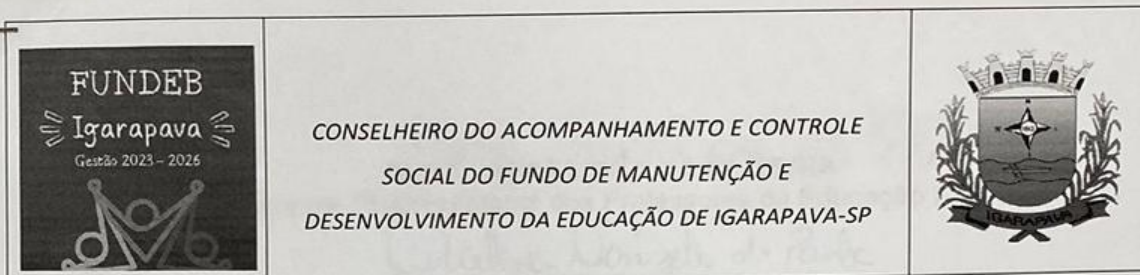 FUNDEB
Igarapava
Gestão 2023 – 2026
CONSELHEIRO DO ACOMPANHAMENTO E CONTROLE
SOCIAL DO FUNDO DE MANUTENÇÃO E
DESENVOLVIMENTO DA EDUCAÇÃO DE IGARAPAVA-SP
IGARAPAVA